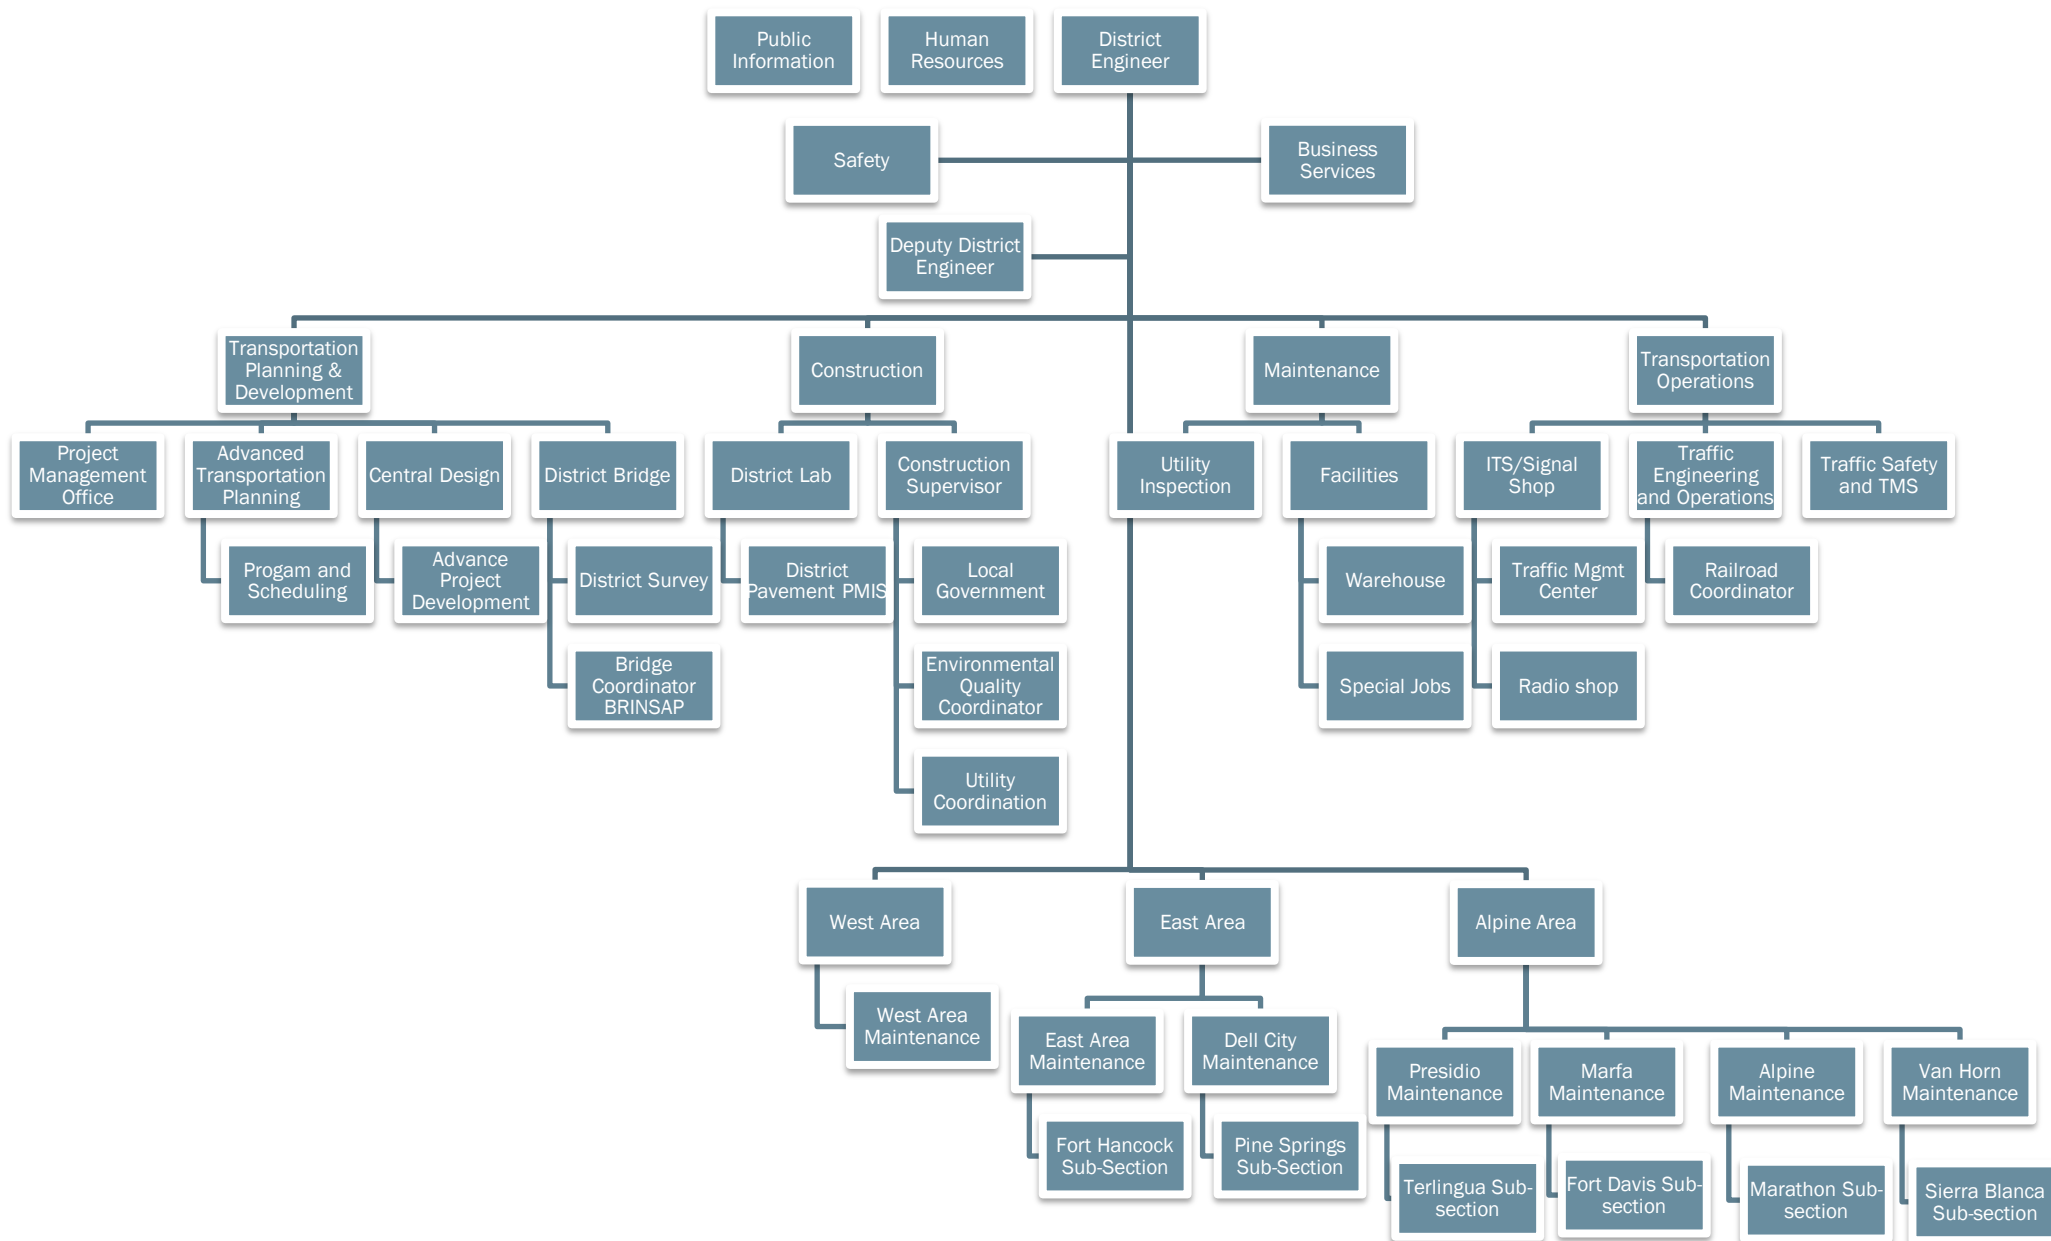 Public
Information
Human
Resources
District
Engineer
Safety
Business
Services
Deputy District
Engineer
Transportation
Planning &
Development
Construction
Maintenance
Transportation
Operations
Project
Management
Office
Advanced
Transportation
Planning
Central Design
District Bridge
District Lab
Construction
Supervisor
Utility
Inspection
Facilities
ITS/Signal
Shop
Traffic
Engineering
and Operations
Traffic Safety
and TMS
Progam and
Scheduling
Advance
Project
Development
District Survey
District
Pavement PMIS
Local
Government
Warehouse
Traffic Mgmt
Center
Railroad
Coordinator
Bridge
Coordinator
BRINSAP
Environmental
Quality
Coordinator
Special Jobs
Radio shop
Utility
Coordination
West Area
East Area
Alpine Area
West Area
Maintenance
East Area
Maintenance
Dell City
Maintenance
Presidio
Maintenance
Marfa
Maintenance
Alpine
Maintenance
Van Horn
Maintenance
Fort Hancock
Sub-Section
Pine Springs
Sub-Section
Terlingua Sub-
section
Fort Davis Sub-
section
Marathon Sub-
section
Sierra Blanca
Sub-section